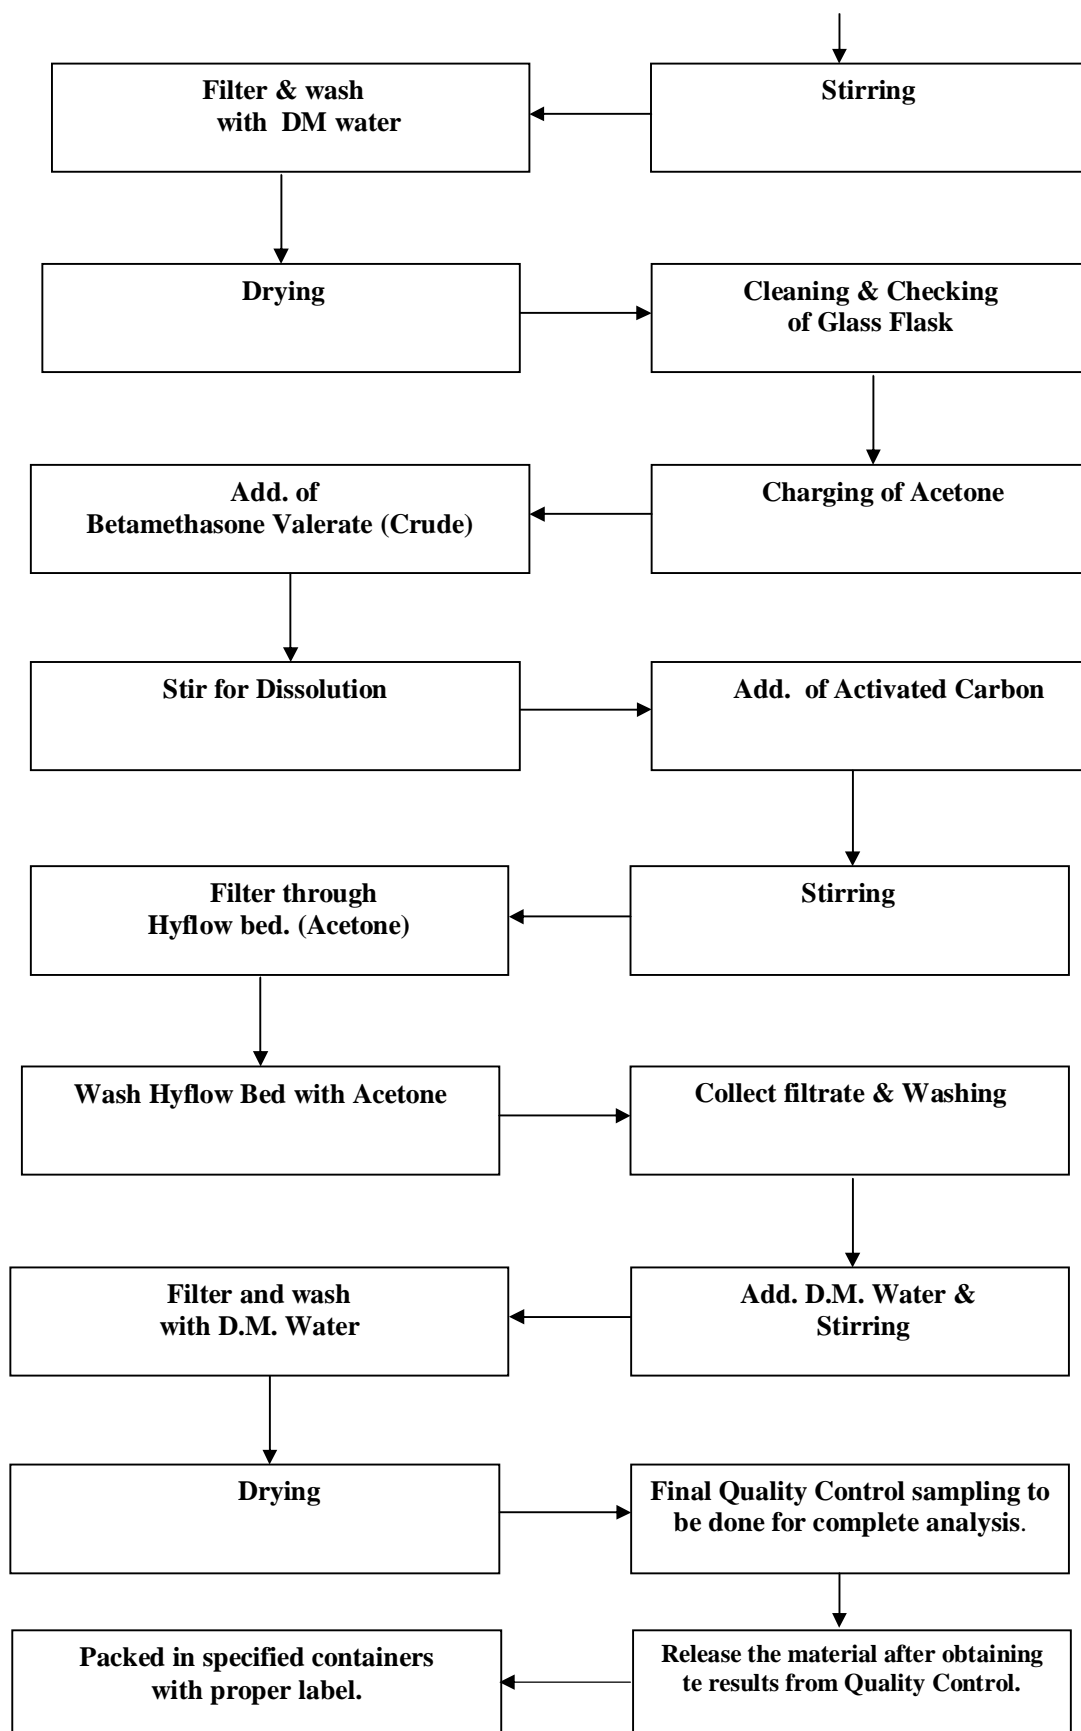 Filter & wash
with DM water
Stirring
Drying
Cleaning & Checking
of Glass Flask
Add. of
Betamethasone Valerate (Crude)
Charging of Acetone
Stir for Dissolution
Add. of Activated Carbon
Filter through
Hyflow bed. (Acetone)
Stirring
Wash Hyflow Bed with Acetone
Collect filtrate & Washing
Filter and wash
with D.M. Water
Add. D.M. Water &
Stirring
Drying
Final Quality Control sampling to
be done for complete analysis.
Packed in specified containers
with proper label.
Release the material after obtaining
te results from Quality Control.